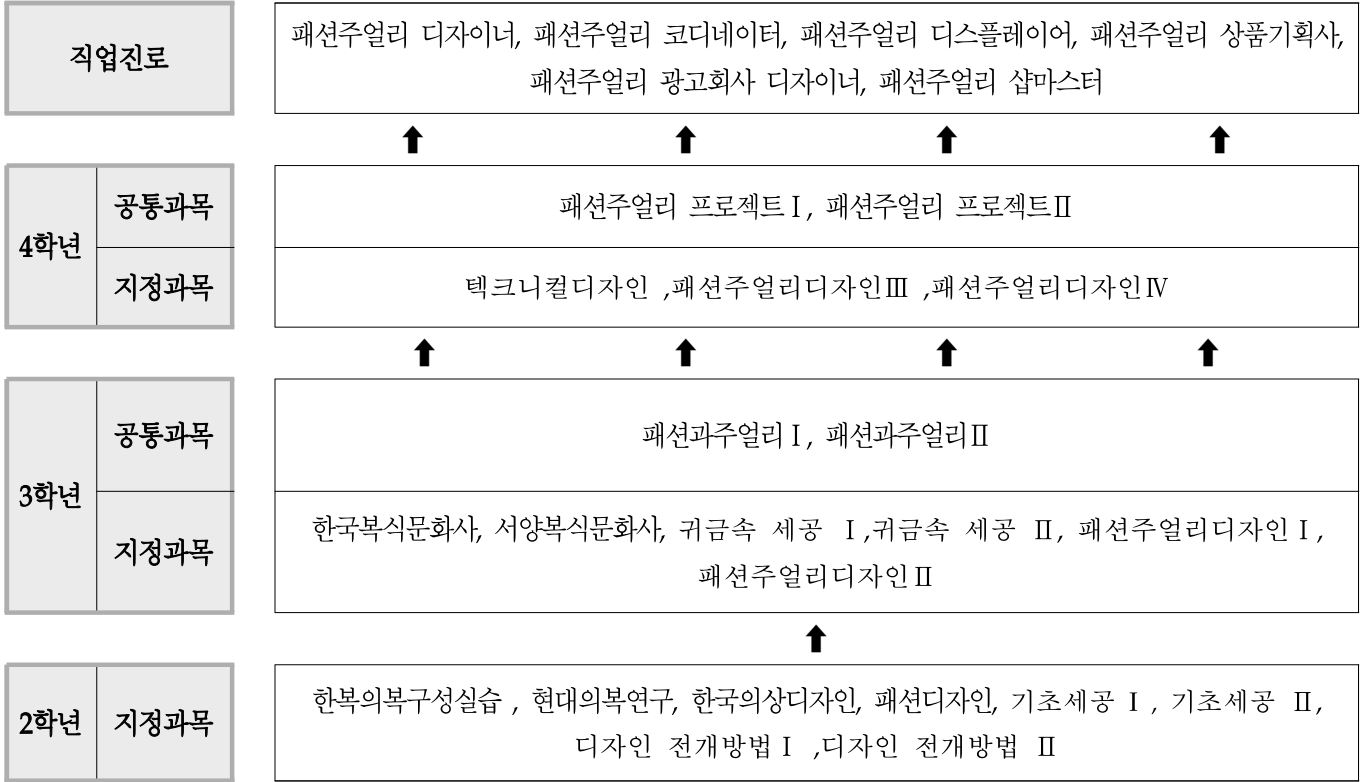 직업진로
패션주얼리 디자이너, 패션주얼리 코디네이터, 패션주얼리 디스플레이어, 패션주얼리 상품기획사,
패션주얼리 광고회사 디자이너, 패션주얼리 샵마스터
4학년
공통과목
패션주얼리 프로젝트Ⅰ, 패션주얼리 프로젝트Ⅱ
지정과목
텍크니컬디자인 ,패션주얼리디자인Ⅲ ,패션주얼리디자인Ⅳ
3학년
공통과목
패션과주얼리Ⅰ, 패션과주얼리Ⅱ
지정과목
한국복식문화사, 서양복식문화사, 귀금속 세공 Ⅰ,귀금속 세공 Ⅱ, 패션주얼리디자인Ⅰ,
패션주얼리디자인Ⅱ
2학년
지정과목
한복의복구성실습 , 현대의복연구, 한국의상디자인, 패션디자인, 기초세공 Ⅰ, 기초세공 Ⅱ,
디자인 전개방법Ⅰ ,디자인 전개방법 Ⅱ